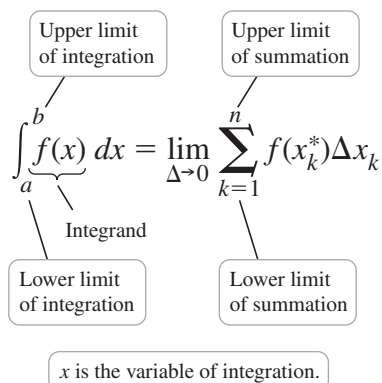 Upper limit
of integration
Upper limit
of summation
∫_a^b f(x) dx = lim_{Δ→0} ∑_{k=1}^n f(x_k^*)Δx_k
Integrand
Lower limit
of integration
Lower limit
of summation
x is the variable of integration.